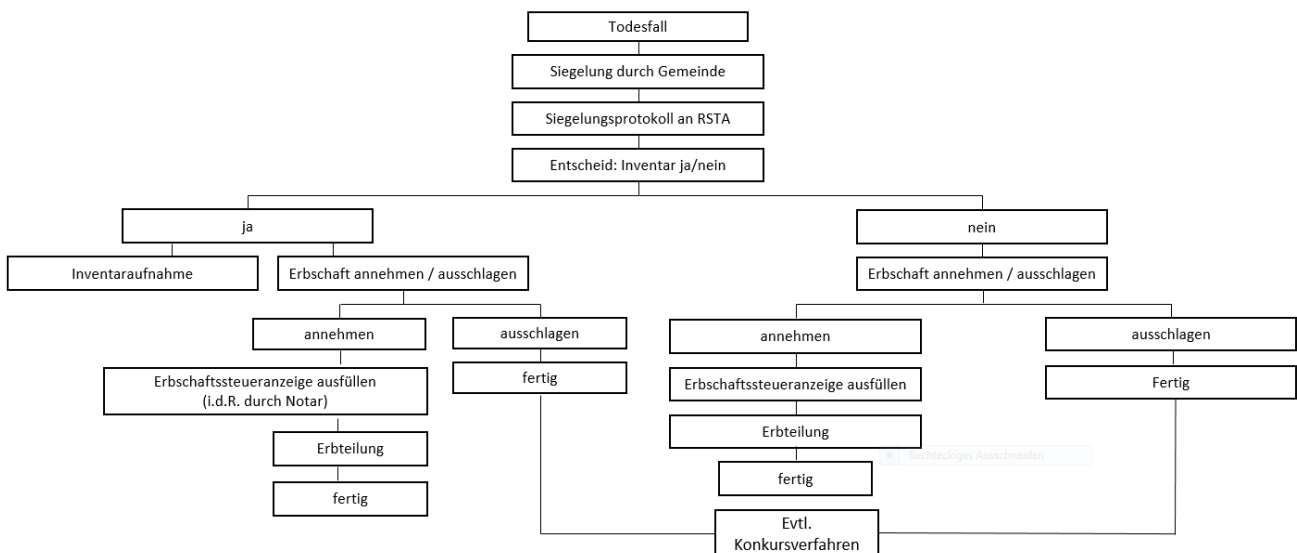 Todesfall
Siegelung durch Gemeinde
Siegelungsprotokoll an RSTA
Entscheid: Inventar ja/nein
ja
nein
Inventaraufnahme
Erbschaft annehmen / ausschlagen
Erbschaft annehmen / ausschlagen
annehmen
ausschlagen
annehmen
ausschlagen
Erbschaftssteueranzeige ausfüllen
(i.d.R. durch Notar)
fertig
Erbschaftssteueranzeige ausfüllen
Fertig
Erbteilung
Erbteilung
Rechteckiges Ausschneiden
fertig
fertig
Evtl.
Konkursverfahren